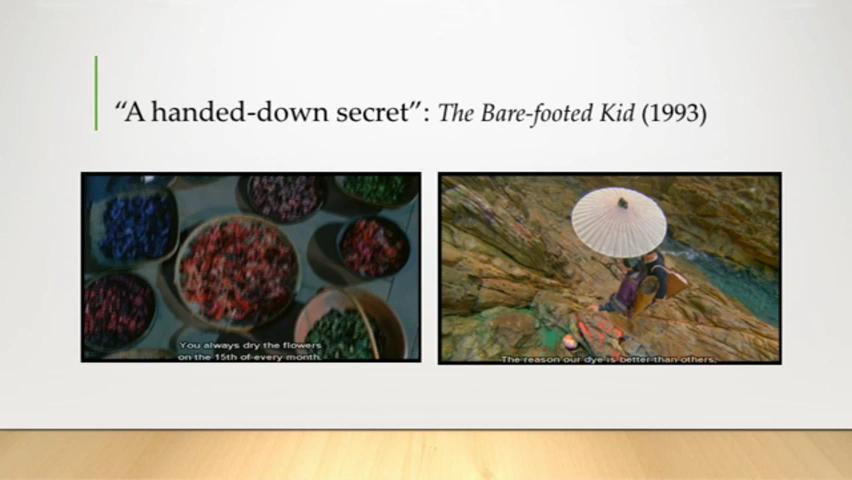 “A handed-down secret”: The Bare-footed Kid (1993)
You always dry the flowers
on the 15th of every month.
The reason our dye is better than others,